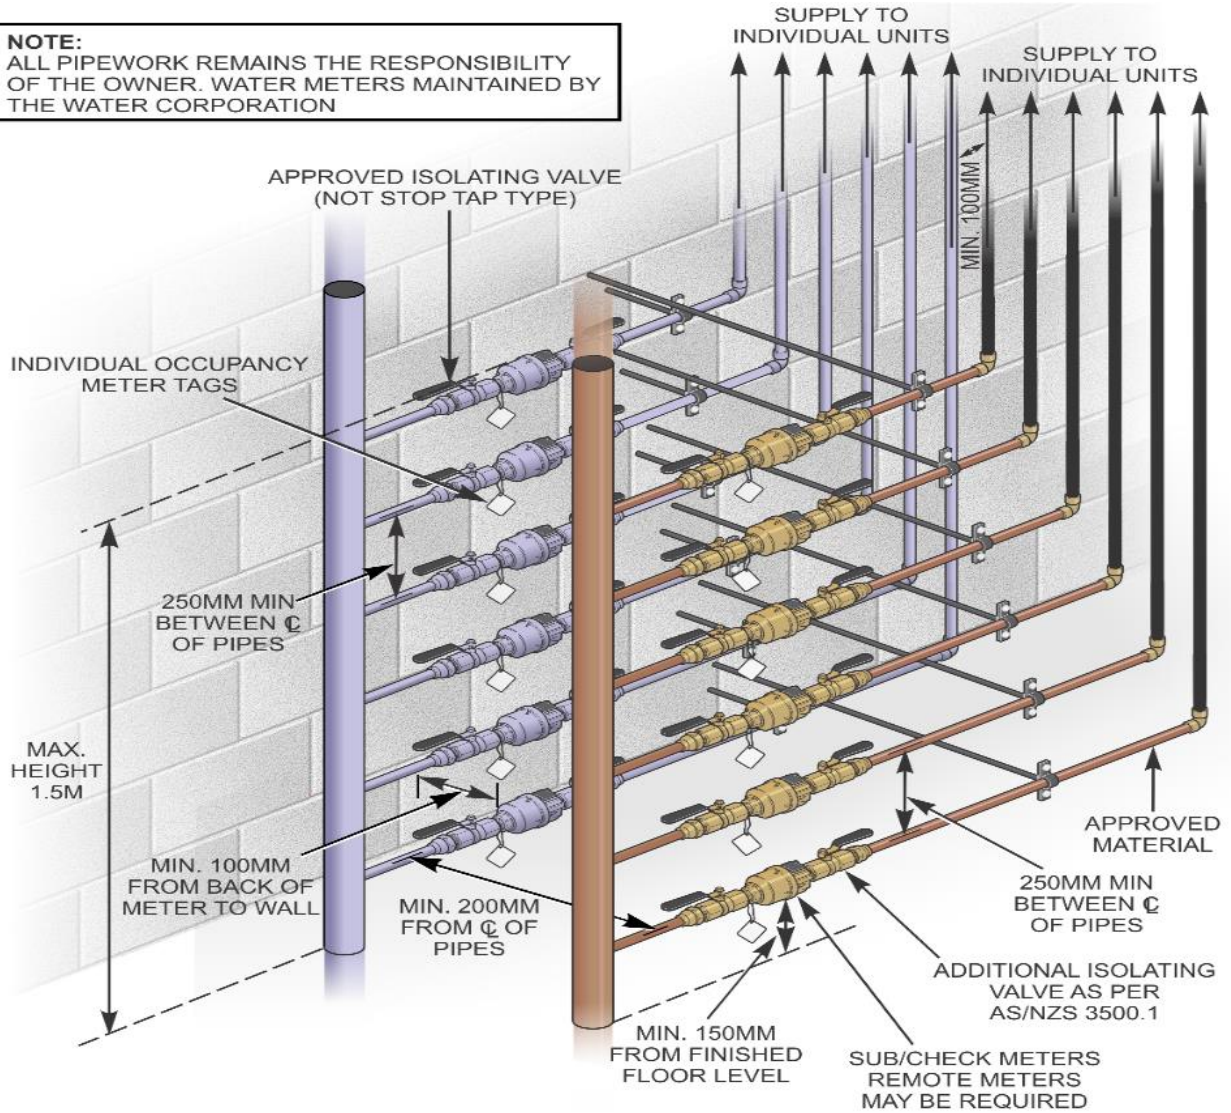 NOTE:
ALL PIPEWORK REMAINS THE RESPONSIBILITY
OF THE OWNER. WATER METERS MAINTAINED BY
THE WATER CORPORATION
SUPPLY TO
INDIVIDUAL UNITS
SUPPLY TO
INDIVIDUAL UNITS
APPROVED ISOLATING VALVE
(NOT STOP TAP TYPE)
MIN. 100MM
INDIVIDUAL OCCUPANCY
METER TAGS
250MM MIN
BETWEEN ℄
OF PIPES
MAX.
HEIGHT
1.5M
MIN. 100MM
FROM BACK OF
METER TO WALL
MIN. 200MM
FROM ℄ OF
PIPES
APPROVED
MATERIAL
250MM MIN
BETWEEN ℄
OF PIPES
ADDITIONAL ISOLATING
VALVE AS PER
AS/NZS 3500.1
MIN. 150MM
FROM FINISHED
FLOOR LEVEL
SUB/CHECK METERS
REMOTE METERS
MAY BE REQUIRED